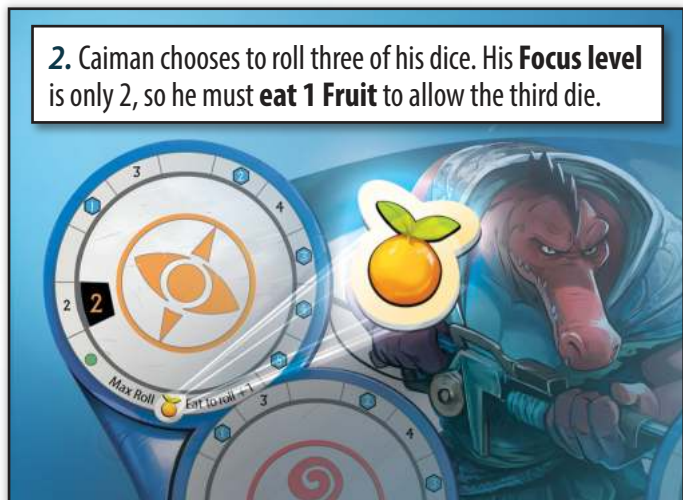 2. Caiman chooses to roll three of his dice. His Focus level
is only 2, so he must eat 1 Fruit to allow the third die.
3
2
1
4
2
2
Max Roll
Eat to roll +1
3
4